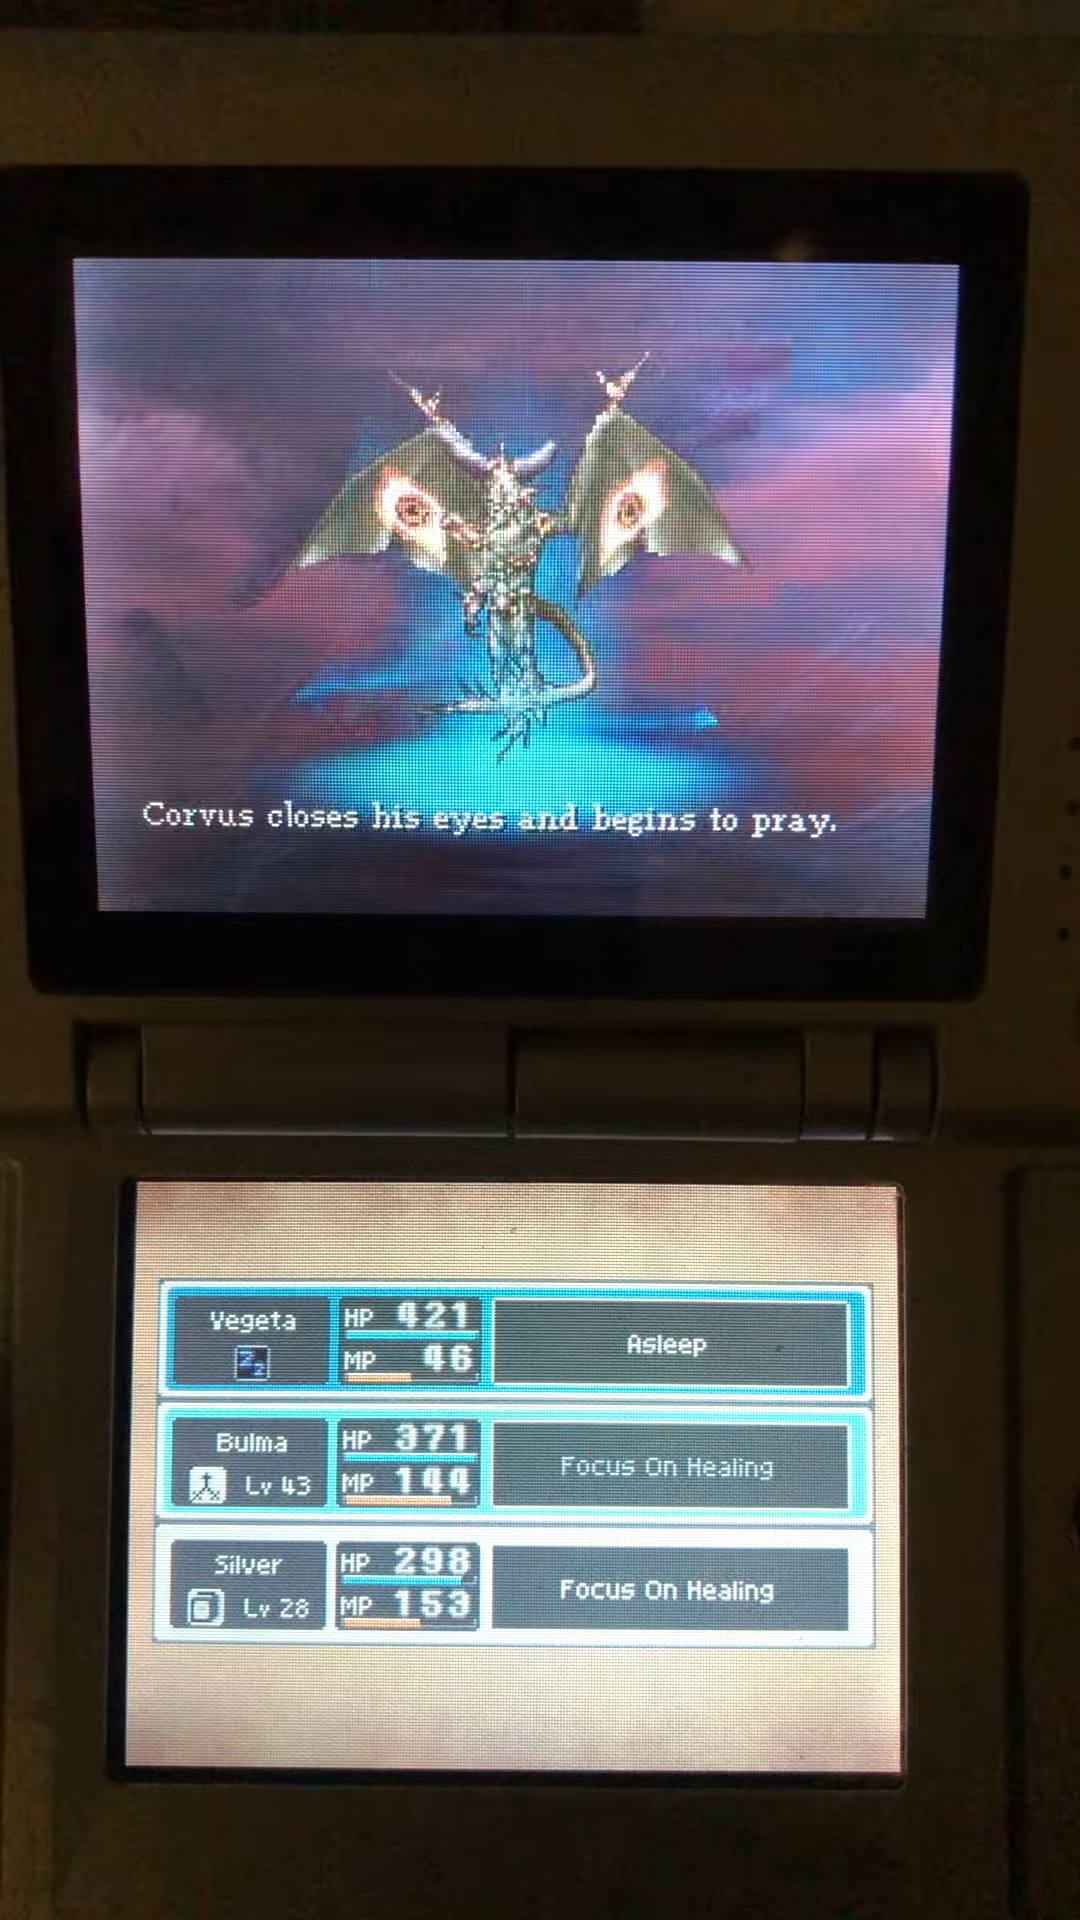 Corvus closes his eyes and begins to pray.
Vegeta HP 421 Asleep
Zz MP 46
Bulma HP 371 Focus On Healing
Lv 43 MP 144
Silver HP 298 Focus On Healing
Lv 28 MP 153